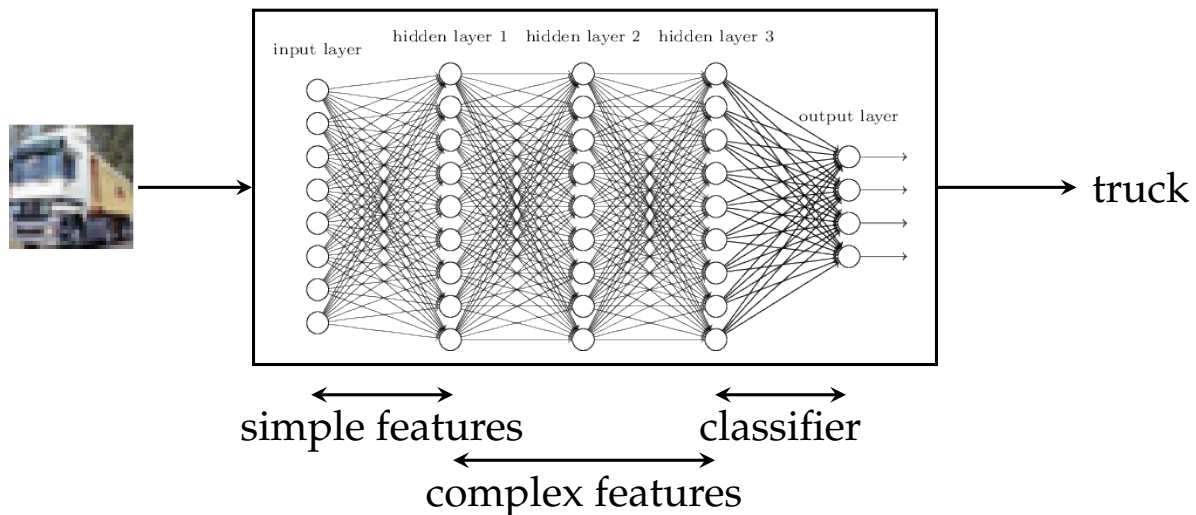 input layer
hidden layer 1 hidden layer 2 hidden layer 3
output layer
truck
simple features
classifier
complex features